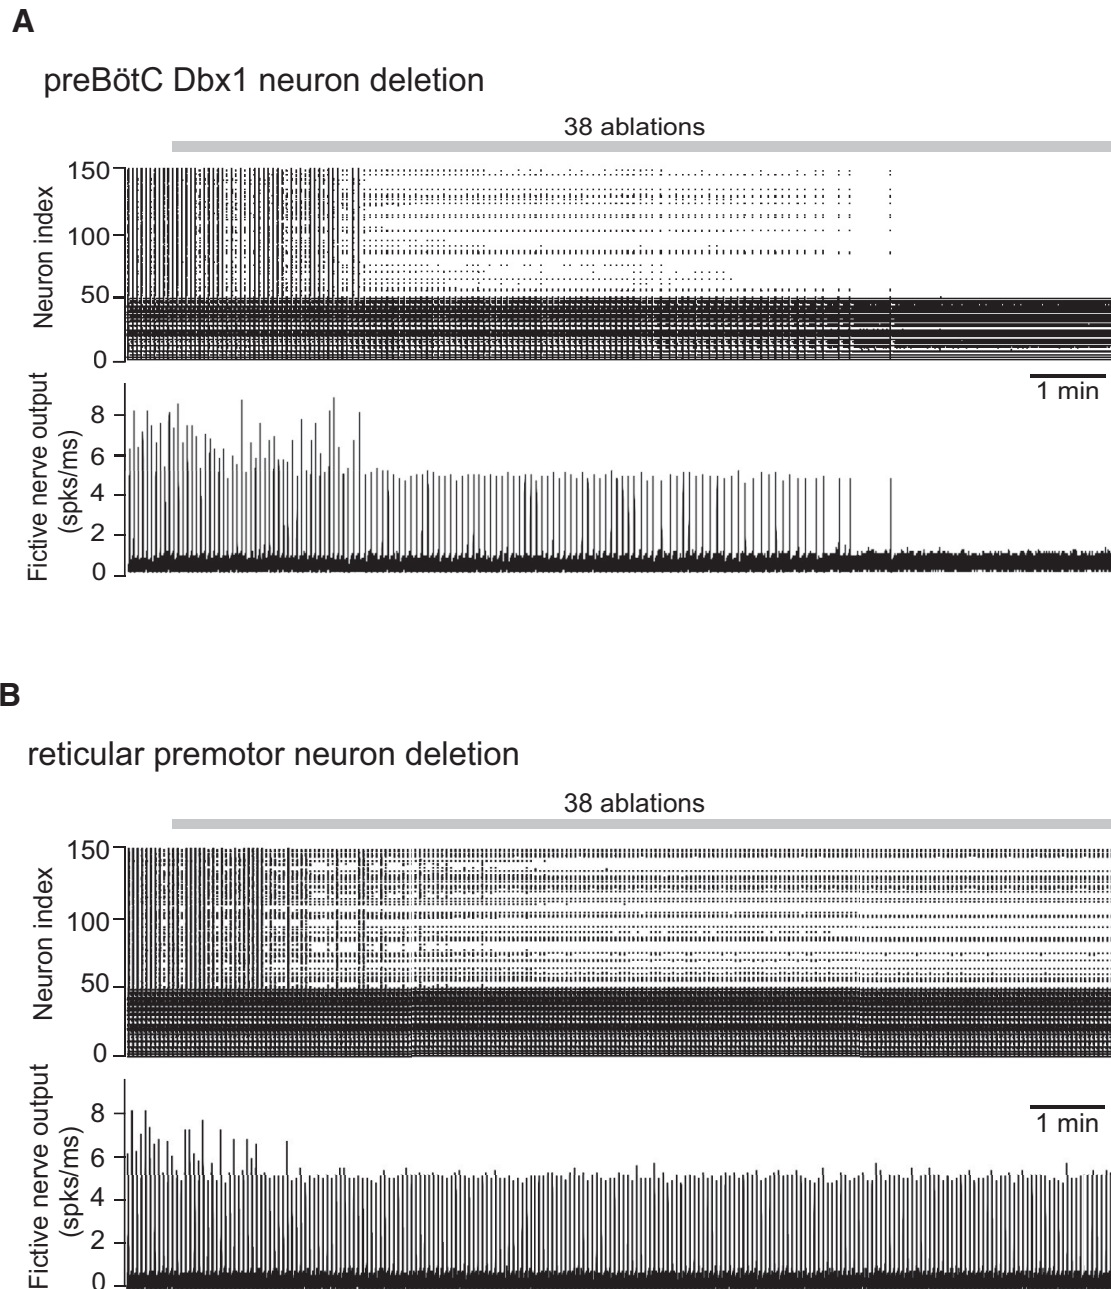 A
preBötC Dbx1 neuron deletion
38 ablations
Neuron index
150
100
50
0
1 min
Fictive nerve output
(spks/ms)
8
6
4
2
0
B
reticular premotor neuron deletion
38 ablations
Neuron index
150
100
50
0
1 min
Fictive nerve output
(spks/ms)
8
6
4
2
0